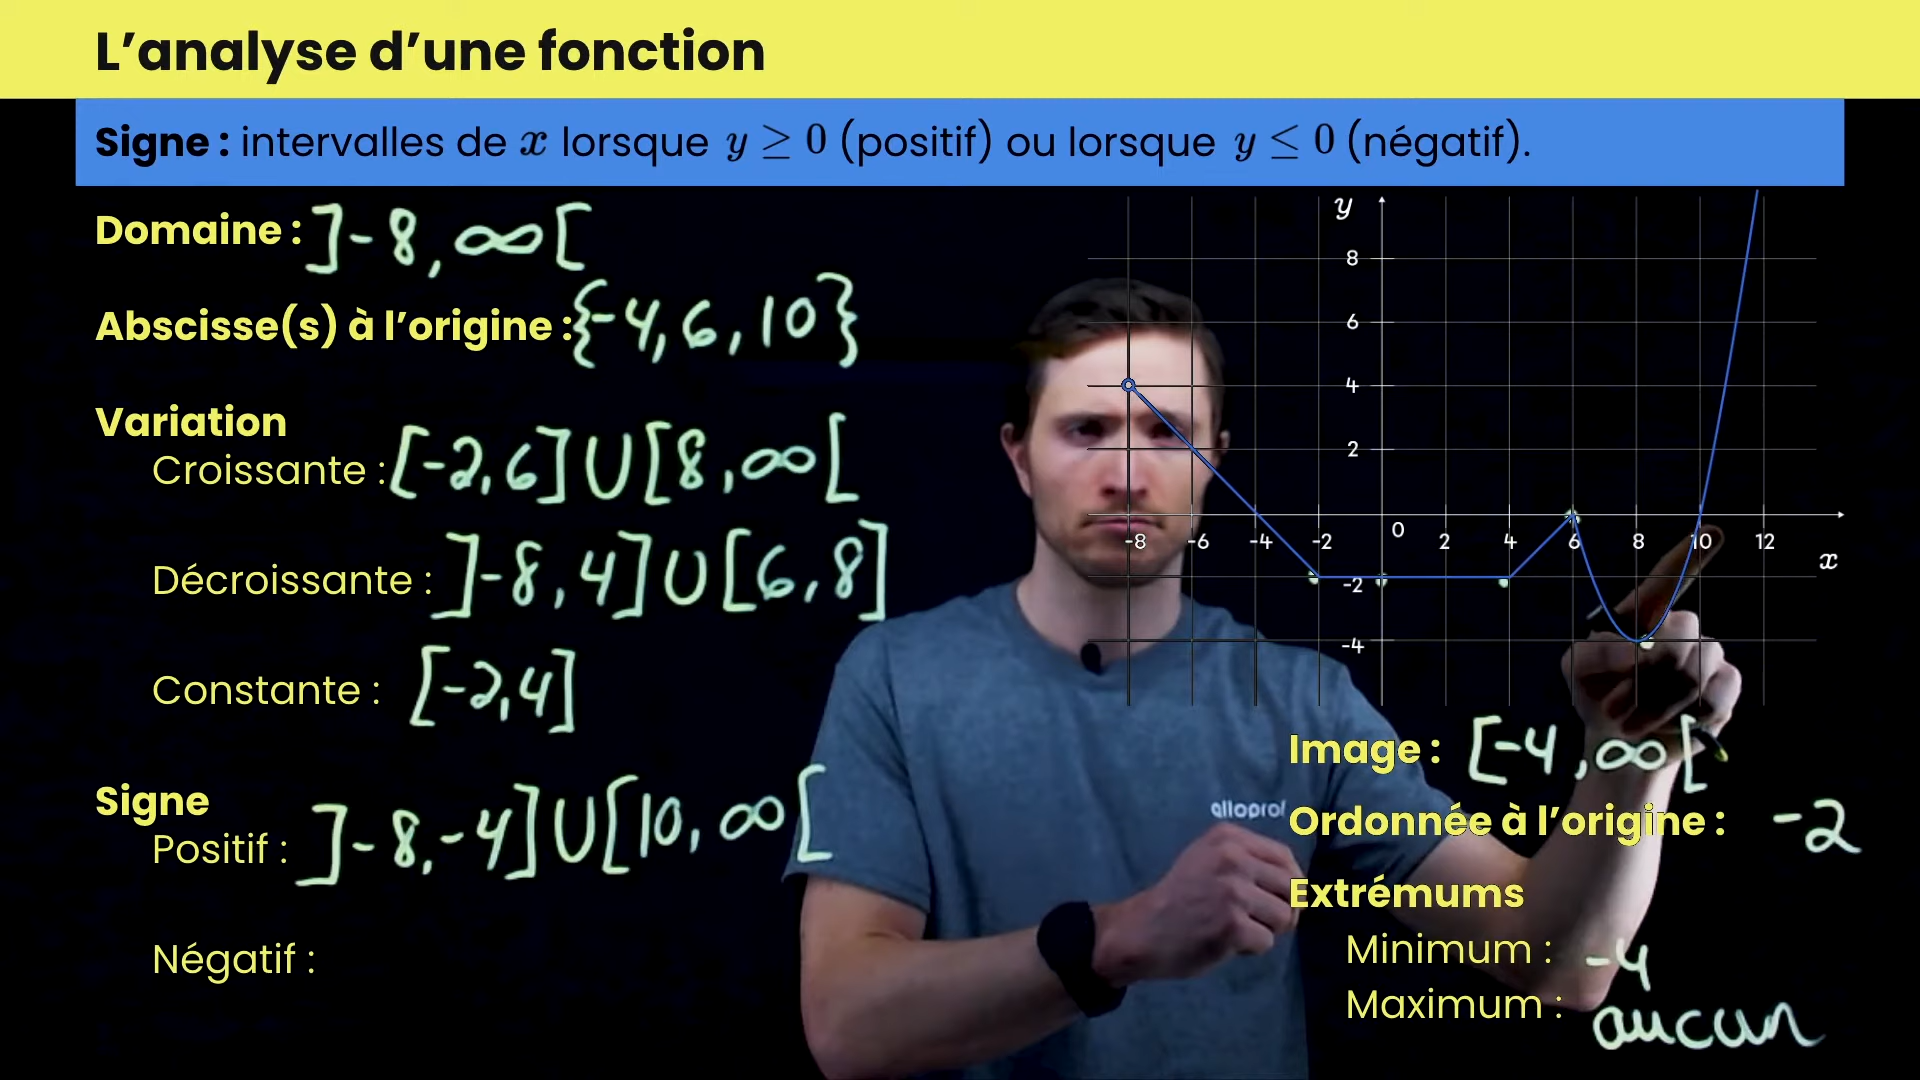 L'analyse d'une fonction
Signe : intervalles de x lorsque y ≥ 0 (positif) ou lorsque y ≤ 0 (négatif).
Domaine : ]-8, ∞[
Abscisse(s) à l'origine : {-4, 6, 10}
Variation
Croissante : [-2, 6] U [8, ∞[
Décroissante : ]-8, 4] U [6, 8]
Constante : [-2, 4]
Signe
Positif : ]-8, -4] U [10, ∞[
Négatif :
y
8
6
4
2
-8 -6 -4 -2 0 2 4 6 8 10 12
x
-2
-4
alloprof
Image : [-4, ∞[
Ordonnée à l'origine : -2
Extrémums
Minimum : -4
Maximum : aucun